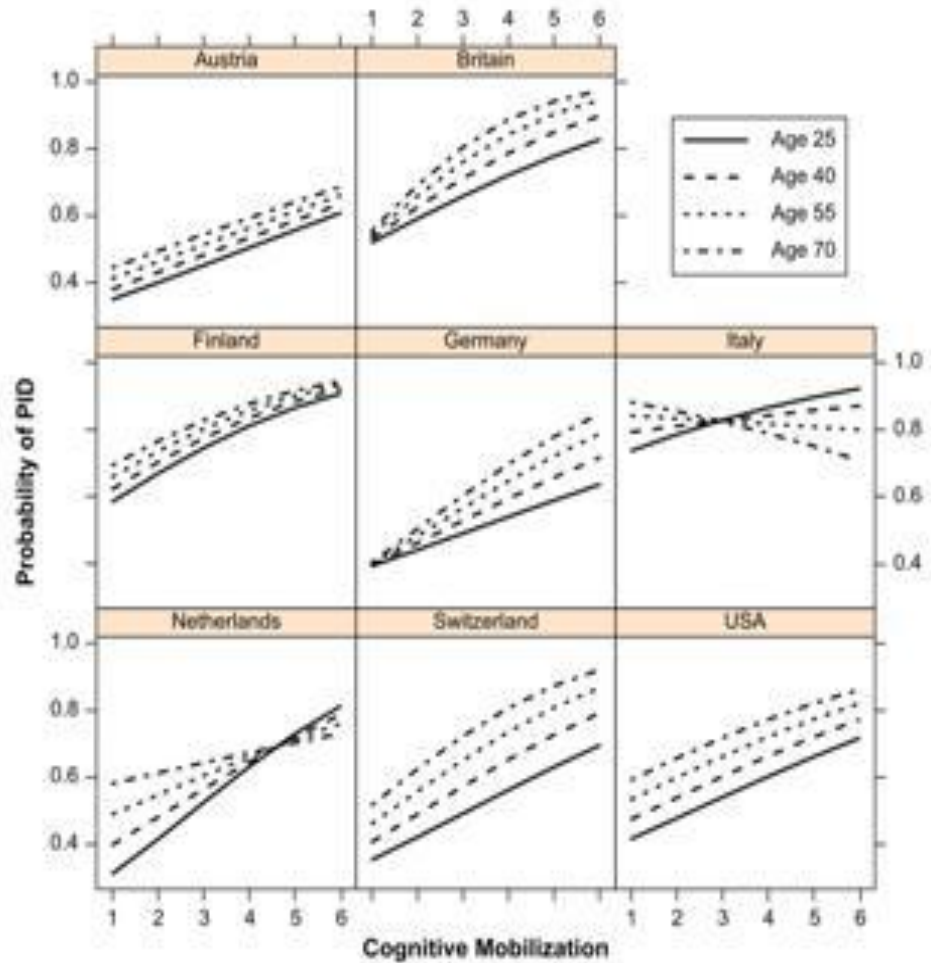 1 2 3 4 5 6
Austria Britain
1.0
0.8
0.6
0.4
Age 25
Age 40
Age 55
Age 70
Finland Germany Italy
1.0
0.8
0.6
0.4
Probability of PID
Netherlands Switzerland USA
1.0
0.8
0.6
0.4
1 2 3 4 5 6 1 2 3 4 5 6
Cognitive Mobilization